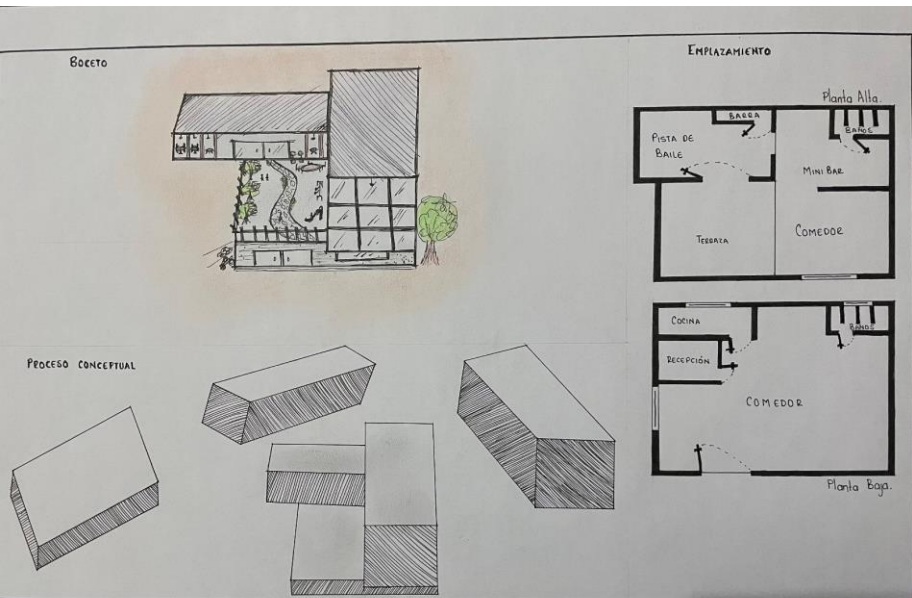 BOCETO
EMPLAZAMIENTO
Planta Alta.
BARRA
BAÑOS
PISTA DE
BAILE
MINI BAR
TERRAZA
COMEDOR
COCINA
BAÑOS
RECEPCIÓN
COMEDOR
Planta Baja.
PROCESO CONCEPTUAL